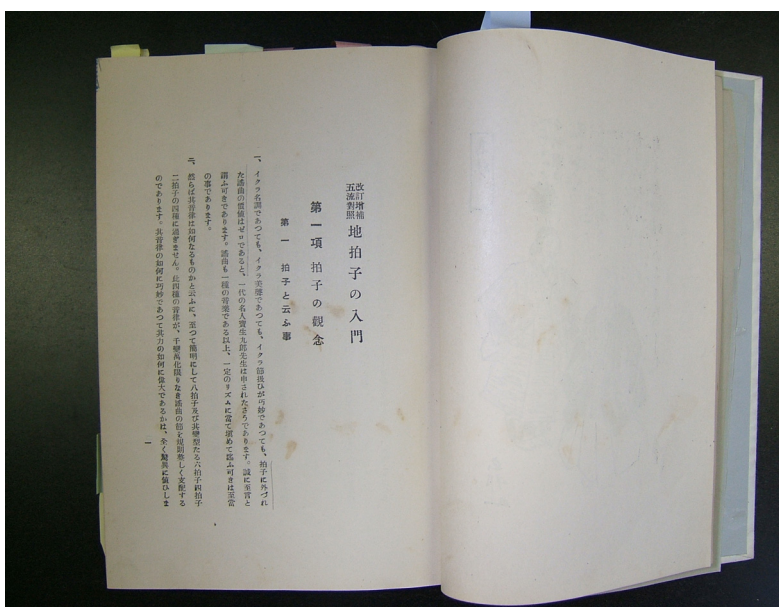 改訂増補
五流對照
地拍子の入門
第一項 拍子の觀念
第一 拍子と云ふ事
一、イクラ名調であつても、イクラ美聲であつても、イクラ節扱ひが巧妙であつても、拍子に外づれ
た謠曲の價値はゼロであると、一代の名人寶生九郎先生は申されたさうであります。誠に至言と
謂ふ可きであります。謠曲も一種の音樂である以上、一定のリズムに當て塡めて謠ふ可きは至當
の事であります。
二、然らば其音律は如何なるものかと云ふに、至つて簡明にして八拍子及び其變型たる六拍子四拍子
二拍子の四種に過ぎません。此四種の音律が、千變萬化限りなき謠曲の節を規則整しく支配する
のであります。其音律の如何に巧妙であつて其力の如何に偉大であるかは、全く驚異に値ひしま
一